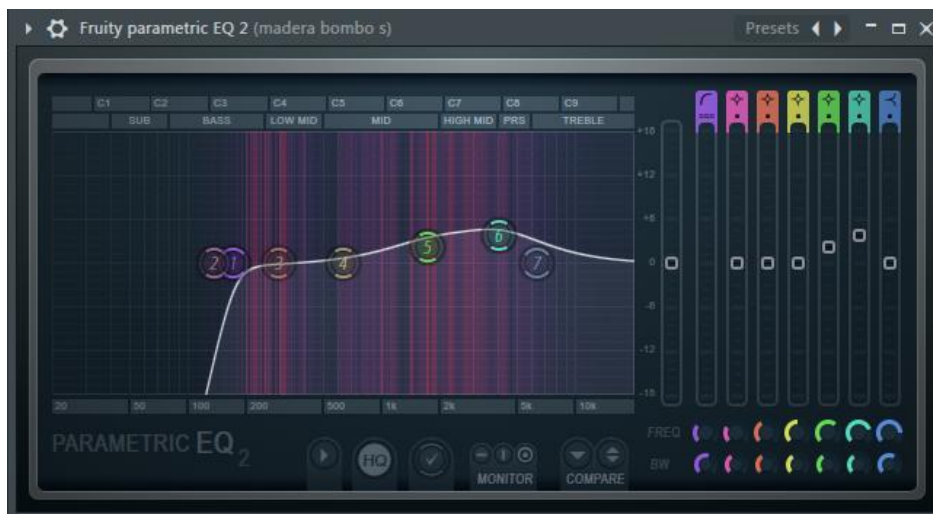 Fruity parametric EQ 2 (madera bombo s) Presets
C1 C2 C3 C4 C5 C6 C7 C8 C9
SUB BASS LOW MID MID HIGH MID PRS TREBLE
+18
+12
+6
2 1 3 4 5 6 7 0
-6
-12
-18
20 50 100 200 500 1k 2k 5k 10k
FREQ
PARAMETRIC EQ 2
HQ
BW
MONITOR COMPARE